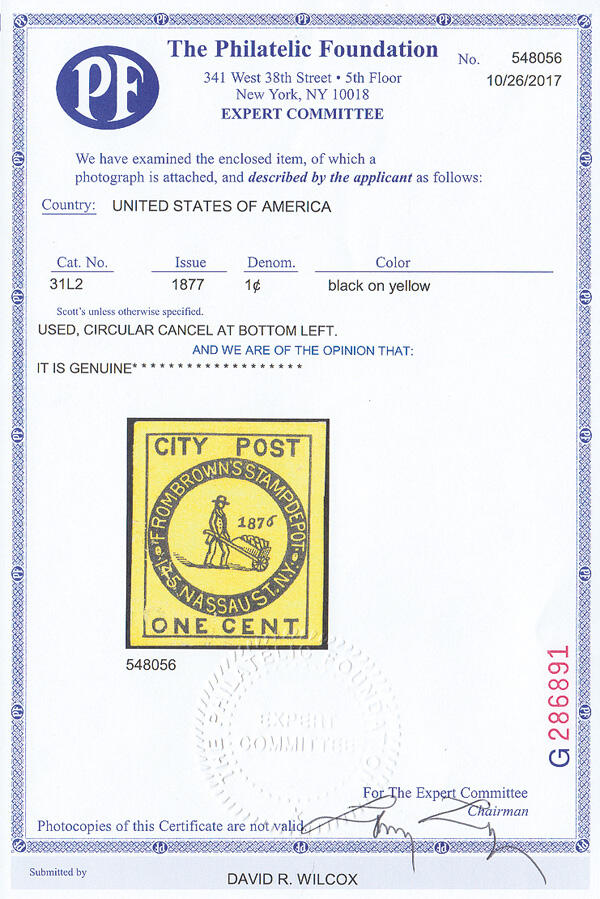 PF
The Philatelic Foundation
No. 548056
341 West 38th Street • 5th Floor
10/26/2017
New York, NY 10018
EXPERT COMMITTEE
We have examined the enclosed item, of which a
photograph is attached, and described by the applicant as follows:
Country: UNITED STATES OF AMERICA
Cat. No. Issue Denom. Color
31L2 1877 1¢ black on yellow
Scott's unless otherwise specified.
USED, CIRCULAR CANCEL AT BOTTOM LEFT.
AND WE ARE OF THE OPINION THAT:
IT IS GENUINE* * * * * * * * * * * * * * * * * * *
CITY POST
FROM BROWN'S STAMP DEPOT
1876
145 NASSAU ST. N.Y.
ONE CENT
548056
THE PHILATELIC FOUNDATION
EXPERT
COMMITTEE
G 286891
For The Expert Committee
Chairman
Photocopies of this Certificate are not valid.
Submitted by
DAVID R. WILCOX